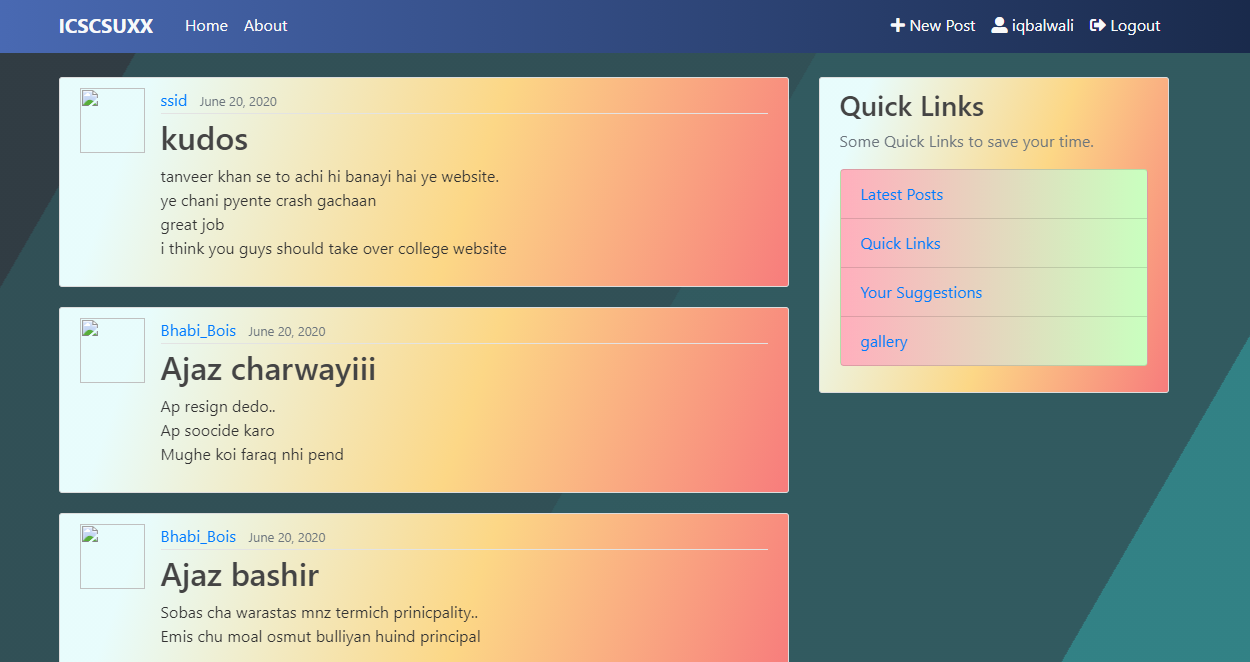 ICSCSUXX Home About New Post iqbalwali Logout
ssid June 20, 2020
kudos
tanveer khan se to achi hi banayi hai ye website.
ye chani pyente crash gachaan
great job
i think you guys should take over college website
Bhabi_Bois June 20, 2020
Ajaz charwayiii
Ap resign dedo..
Ap soocide karo
Mughe koi faraq nhi pend
Bhabi_Bois June 20, 2020
Ajaz bashir
Sobas cha warastas mnz termich prinicpality..
Emis chu moal osmut bulliyan huind principal
Quick Links
Some Quick Links to save your time.
Latest Posts
Quick Links
Your Suggestions
gallery